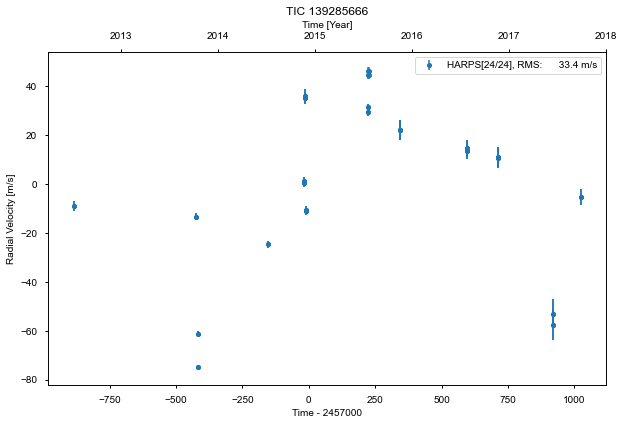 TIC 139285666
Time [Year]
2013 2014 2015 2016 2017 2018
HARPS[24/24], RMS: 33.4 m/s
40
20
0
−20
−40
−60
−80
Radial Velocity [m/s]
−750 −500 −250 0 250 500 750 1000
Time - 2457000